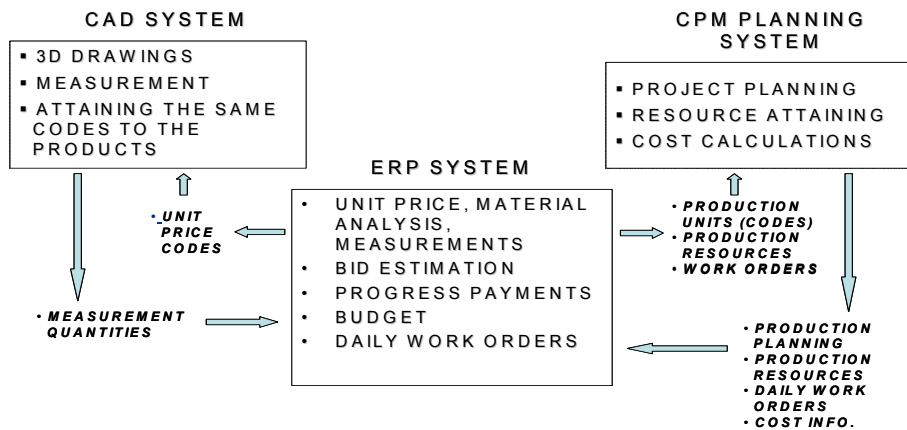 CAD SYSTEM
▪ 3D DRAWINGS
▪ MEASUREMENT
▪ ATTAINING THE SAME
CODES TO THE
PRODUCTS
CPM PLANNING
SYSTEM
▪ PROJECT PLANNING
▪ RESOURCE ATTAINING
▪ COST CALCULATIONS
ERP SYSTEM
• UNIT PRICE, MATERIAL
ANALYSIS,
MEASUREMENTS
• BID ESTIMATION
• PROGRESS PAYMENTS
• BUDGET
• DAILY WORK ORDERS
• UNIT
PRICE
CODES
• MEASUREMENT
QUANTITIES
• PRODUCTION
UNITS (CODES)
• PRODUCTION
RESOURCES
• WORK ORDERS
• PRODUCTION
PLANNING
• PRODUCTION
RESOURCES
• DAILY WORK
ORDERS
• COST INFO.